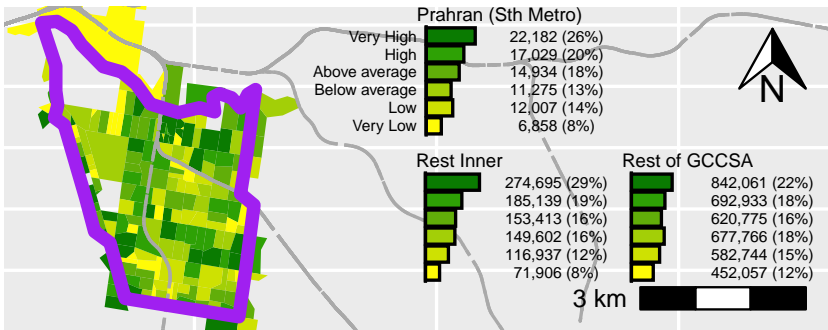 Prahran (Sth Metro)
Very High 22,182 (26%)
High 17,029 (20%)
Above average 14,934 (18%)
Below average 11,275 (13%)
Low 12,007 (14%)
Very Low 6,858 (8%)
N
Rest Inner
274,695 (29%)
185,139 (19%)
153,413 (16%)
149,602 (16%)
116,937 (12%)
71,906 (8%)
Rest of GCCSA
842,061 (22%)
692,933 (18%)
620,775 (16%)
677,766 (18%)
582,744 (15%)
452,057 (12%)
3 km